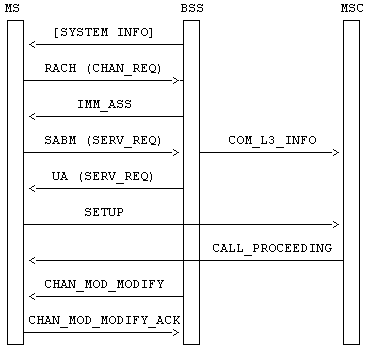 MS BSS MSC
[SYSTEM INFO]
RACH (CHAN_REQ)
IMM_ASS
SABM (SERV_REQ) COM_L3_INFO
UA (SERV_REQ)
SETUP
CALL_PROCEEDING
CHAN_MOD_MODIFY
CHAN_MOD_MODIFY_ACK